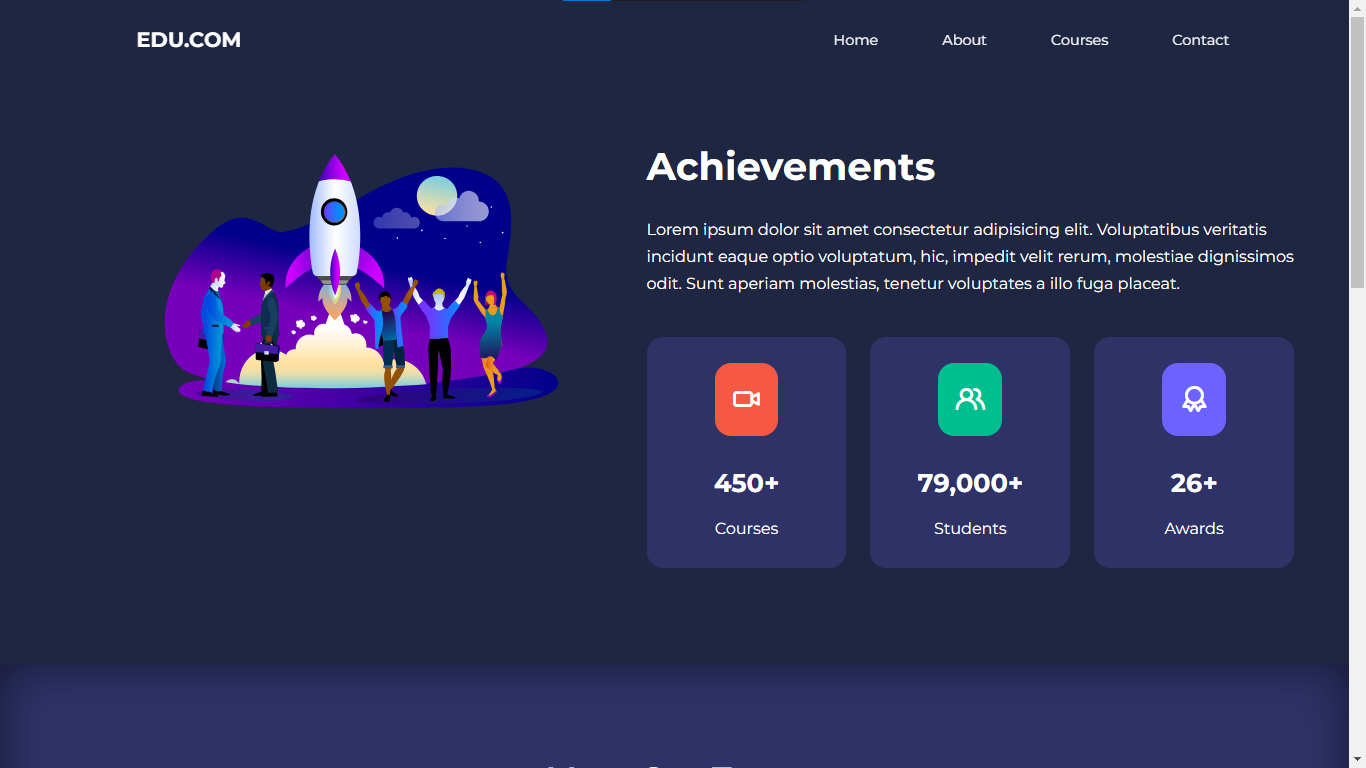 EDU.COM
Home
About
Courses
Contact
Achievements
Lorem ipsum dolor sit amet consectetur adipisicing elit. Voluptatibus veritatis
incidunt eaque optio voluptatum, hic, impedit velit rerum, molestiae dignissimos
odit. Sunt aperiam molestias, tenetur voluptates a illo fuga placeat.
450+
Courses
79,000+
Students
26+
Awards